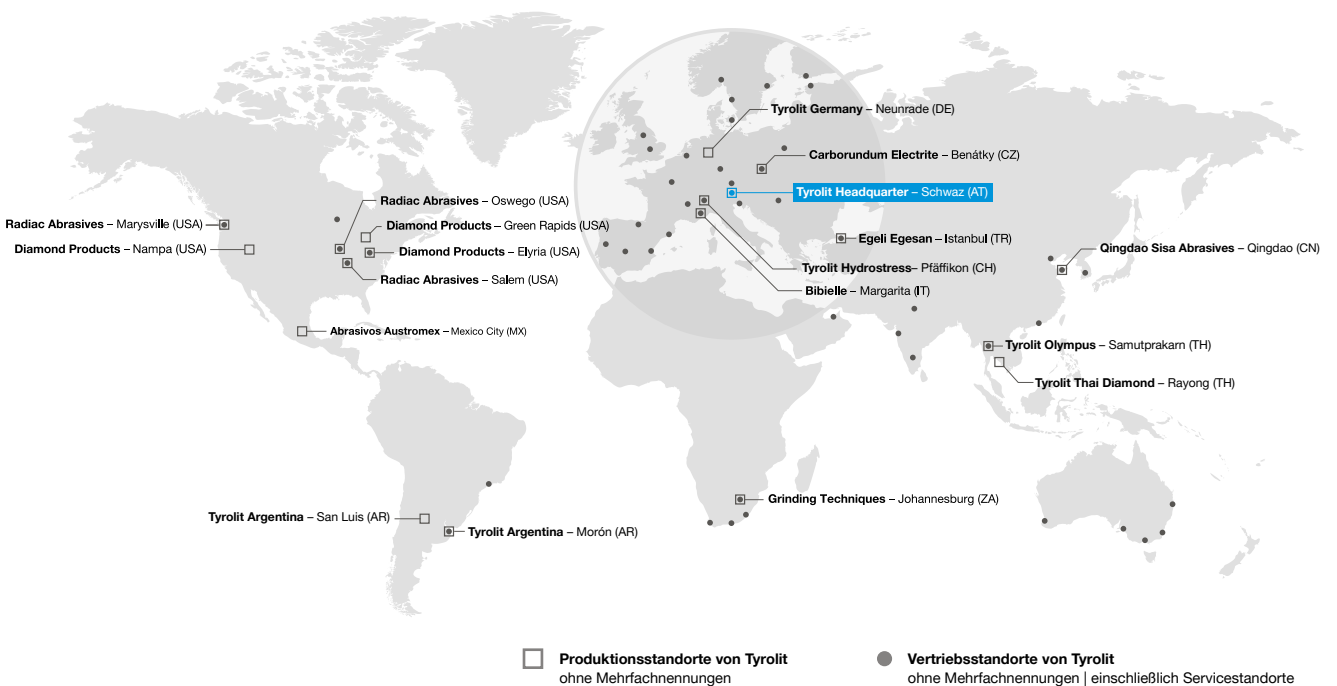 Tyrolit Germany – Neunrade (DE)
Carborundum Electrite – Benátky (CZ)
Tyrolit Headquarter – Schwaz (AT)
Radiac Abrasives – Oswego (USA)
Radiac Abrasives – Marysville (USA)
Diamond Products – Green Rapids (USA)
Diamond Products – Nampa (USA)
Diamond Products – Elyria (USA)
Radiac Abrasives – Salem (USA)
Egeli Egesan – Istanbul (TR)
Qingdao Sisa Abrasives – Qingdao (CN)
Tyrolit Hydrostress– Pfäffikon (CH)
Bibielle – Margarita (IT)
Abrasivos Austromex – Mexico City (MX)
Tyrolit Olympus – Samutprakarn (TH)
Tyrolit Thai Diamond – Rayong (TH)
Grinding Techniques – Johannesburg (ZA)
Tyrolit Argentina – San Luis (AR)
Tyrolit Argentina – Morón (AR)
Produktionsstandorte von Tyrolit
ohne Mehrfachnennungen
Vertriebsstandorte von Tyrolit
ohne Mehrfachnennungen | einschließlich Servicestandorte